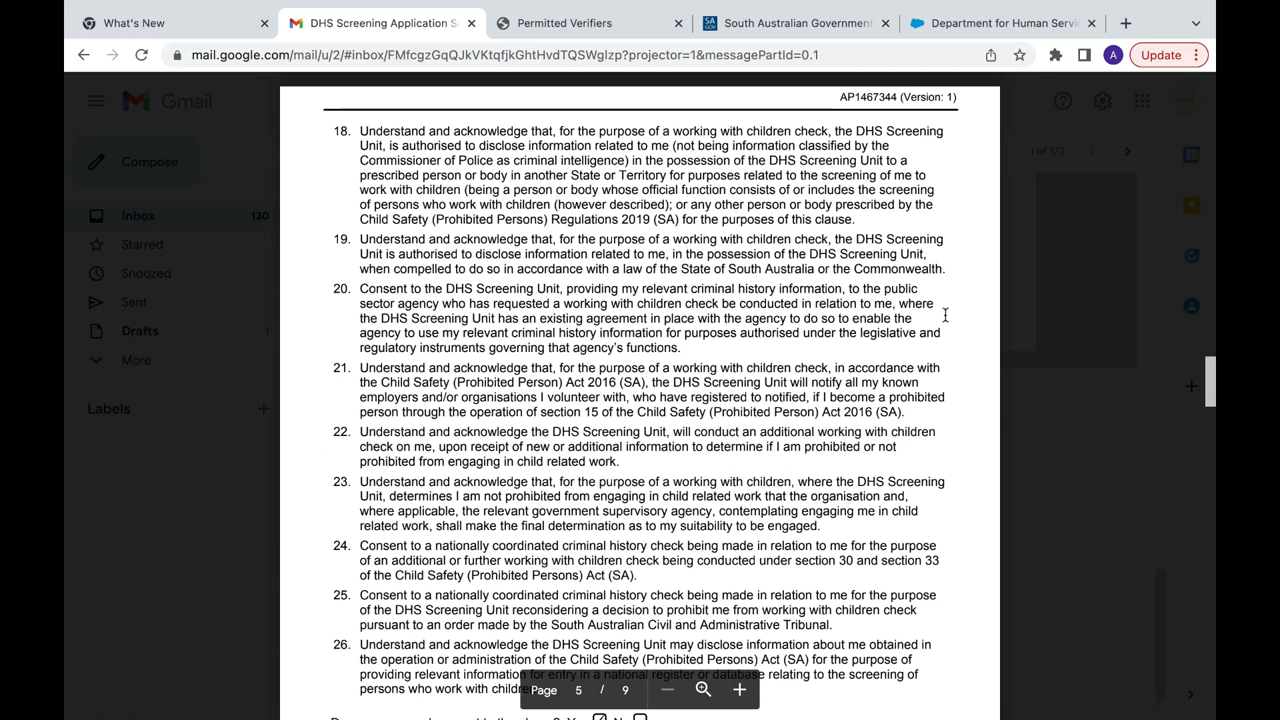 What's New
DHS Screening Application S
Permitted Verifiers
South Australian Government
Department for Human Servic
mail.google.com/mail/u/2/#inbox/FMfcgzGqQJkVKtqfjkGhtHvdTQSWglzp?projector=1&messagePartId=0.1
A
Update
Gmail
Compose
Inbox 130
Starred
Snoozed
Sent
Drafts 1
More
Labels
1 of 172
AP1467344 (Version: 1)
18. Understand and acknowledge that, for the purpose of a working with children check, the DHS Screening
Unit, is authorised to disclose information related to me (not being information classified by the
Commissioner of Police as criminal intelligence) in the possession of the DHS Screening Unit to a
prescribed person or body in another State or Territory for purposes related to the screening of me to
work with children (being a person or body whose official function consists of or includes the screening
of persons who work with children (however described); or any other person or body prescribed by the
Child Safety (Prohibited Persons) Regulations 2019 (SA) for the purposes of this clause.
19. Understand and acknowledge that, for the purpose of a working with children check, the DHS Screening
Unit is authorised to disclose information related to me, in the possession of the DHS Screening Unit,
when compelled to do so in accordance with a law of the State of South Australia or the Commonwealth.
20. Consent to the DHS Screening Unit, providing my relevant criminal history information, to the public
sector agency who has requested a working with children check be conducted in relation to me, where
the DHS Screening Unit has an existing agreement in place with the agency to do so to enable the
agency to use my relevant criminal history information for purposes authorised under the legislative and
regulatory instruments governing that agency's functions.
21. Understand and acknowledge that, for the purpose of a working with children check, in accordance with
the Child Safety (Prohibited Person) Act 2016 (SA), the DHS Screening Unit will notify all my known
employers and/or organisations I volunteer with, who have registered to notified, if I become a prohibited
person through the operation of section 15 of the Child Safety (Prohibited Person) Act 2016 (SA).
22. Understand and acknowledge the DHS Screening Unit, will conduct an additional working with children
check on me, upon receipt of new or additional information to determine if I am prohibited or not
prohibited from engaging in child related work.
23. Understand and acknowledge that, for the purpose of a working with children, where the DHS Screening
Unit, determines I am not prohibited from engaging in child related work that the organisation and,
where applicable, the relevant government supervisory agency, contemplating engaging me in child
related work, shall make the final determination as to my suitability to be engaged.
24. Consent to a nationally coordinated criminal history check being made in relation to me for the purpose
of an additional or further working with children check being conducted under section 30 and section 33
of the Child Safety (Prohibited Persons) Act (SA).
25. Consent to a nationally coordinated criminal history check being made in relation to me for the purpose
of the DHS Screening Unit reconsidering a decision to prohibit me from working with children check
pursuant to an order made by the South Australian Civil and Administrative Tribunal.
26. Understand and acknowledge the DHS Screening Unit may disclose information about me obtained in
the operation or administration of the Child Safety (Prohibited Persons) Act (SA) for the purpose of
providing relevant information for entry in a national register or database relating to the screening of
persons who work with childre
Page 5 / 9